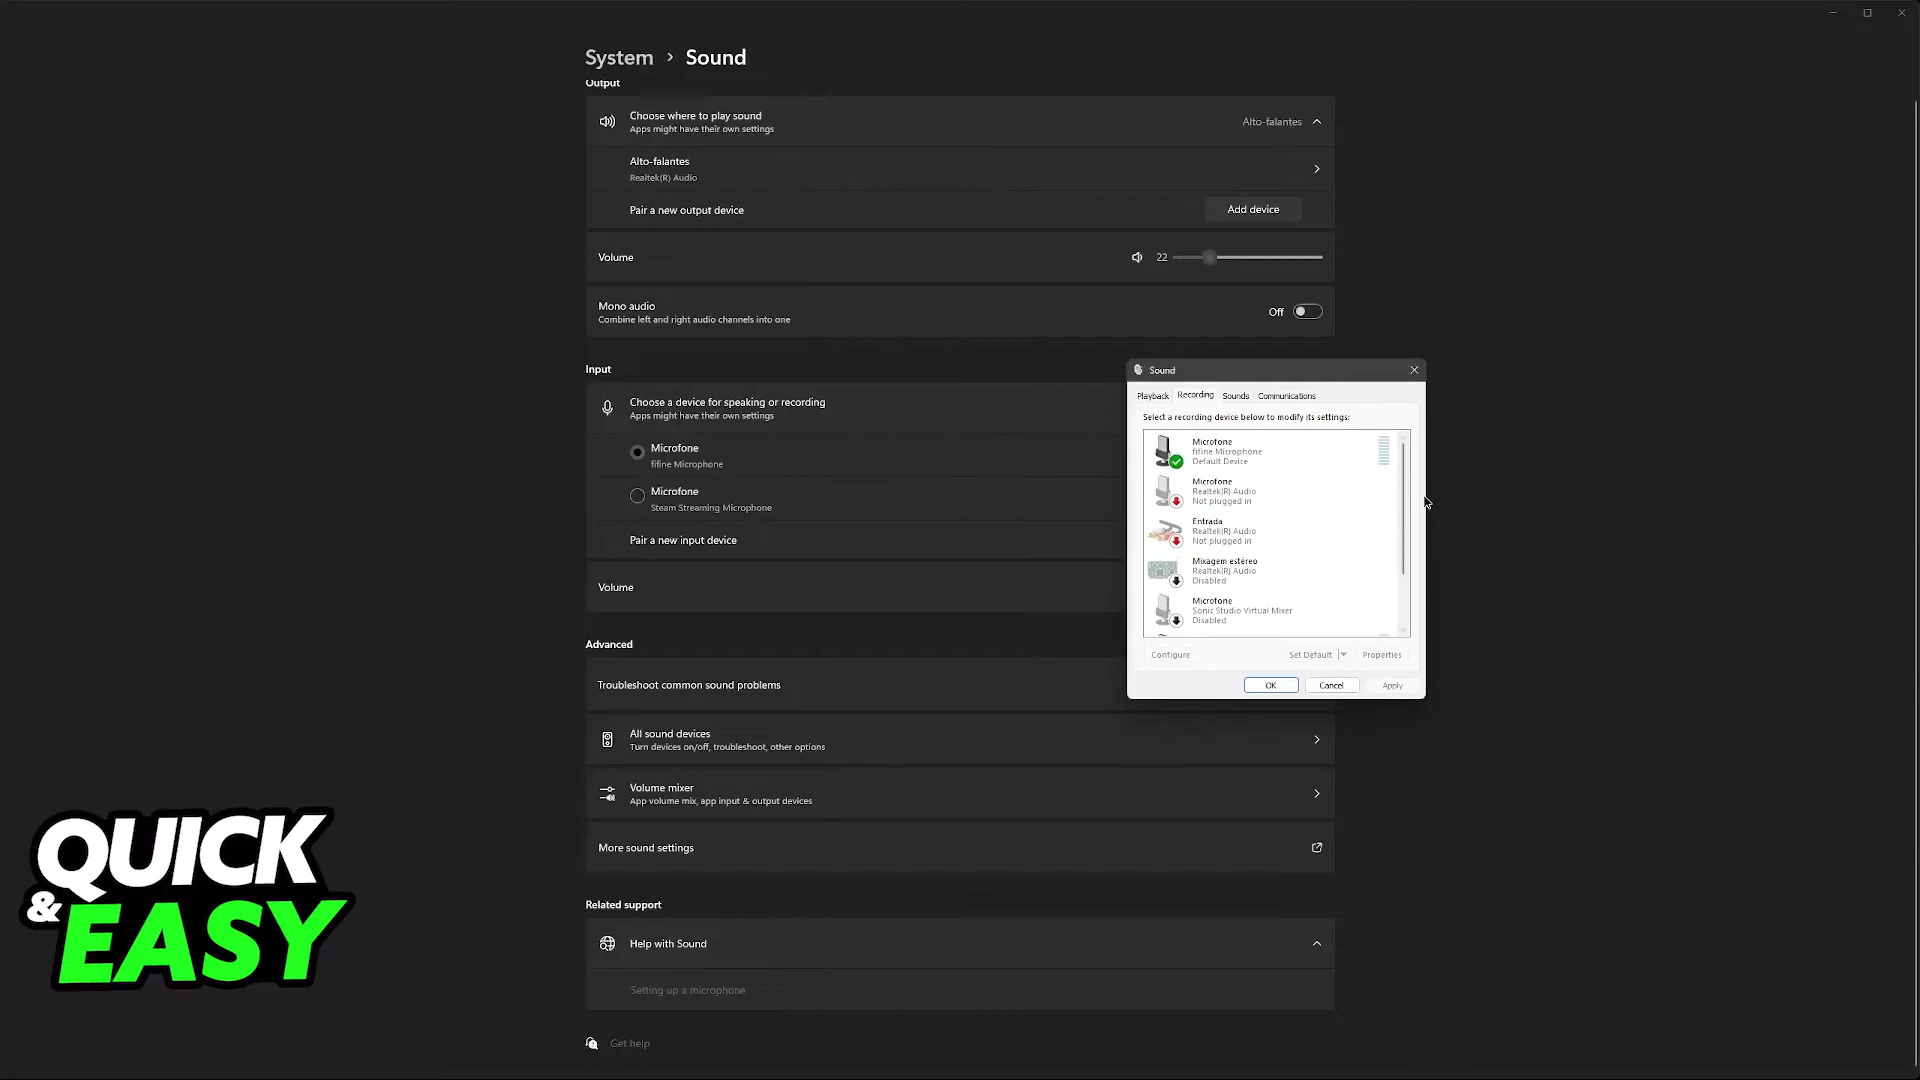 System › Sound
Output
Choose where to play sound
Apps might have their own settings
Alto-falantes
Alto-falantes
Realtek(R) Audio
Pair a new output device
Add device
Volume
22
Mono audio
Combine left and right audio channels into one
Off
Input
Choose a device for speaking or recording
Apps might have their own settings
Microfone
fifine Microphone
Microfone
Steam Streaming Microphone
Pair a new input device
Volume
Advanced
Troubleshoot common sound problems
All sound devices
Turn devices on/off, troubleshoot, other options
Volume mixer
App volume mix, app input & output devices
More sound settings
Related support
Help with Sound
Setting up a microphone
Get help
Sound
Playback Recording Sounds Communications
Select a recording device below to modify its settings:
Microfone
fifine Microphone
Default Device
Microfone
Realtek(R) Audio
Not plugged in
Entrada
Realtek(R) Audio
Not plugged in
Mixagem estéreo
Realtek(R) Audio
Disabled
Microfone
Sonic Studio Virtual Mixer
Disabled
Configure Set Default Properties
OK Cancel Apply
QUICK
& EASY